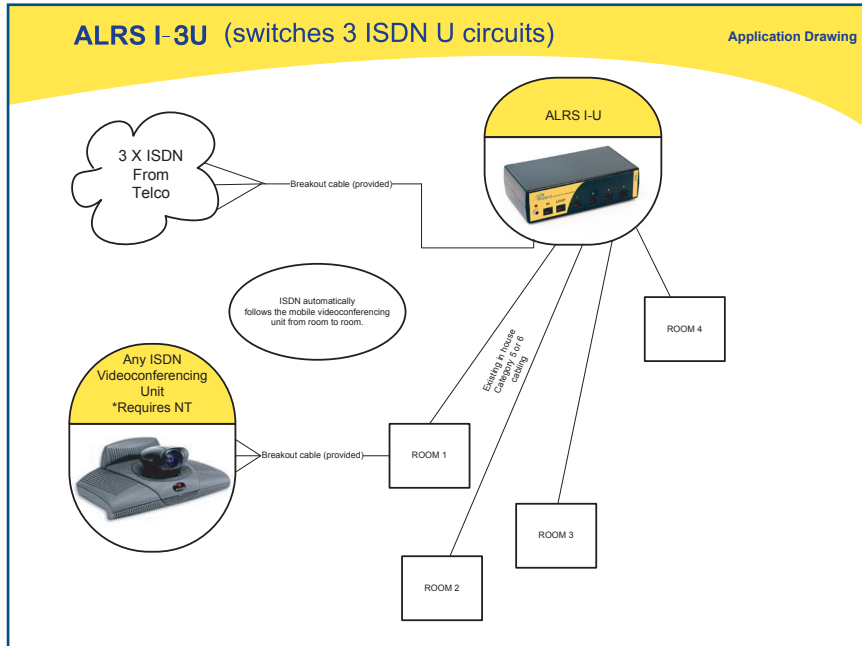 ALRS I-3U (switches 3 ISDN U circuits)
Application Drawing
ALRS I-U
3 X ISDN
From
Telco
Breakout cable (provided)
ISDN automatically
follows the mobile videoconferencing
unit from room to room.
ROOM 4
Existing in house
Category 5 or 6
cabling
Any ISDN
Videoconferencing
Unit
*Requires NT
Breakout cable (provided)
ROOM 1
ROOM 3
ROOM 2